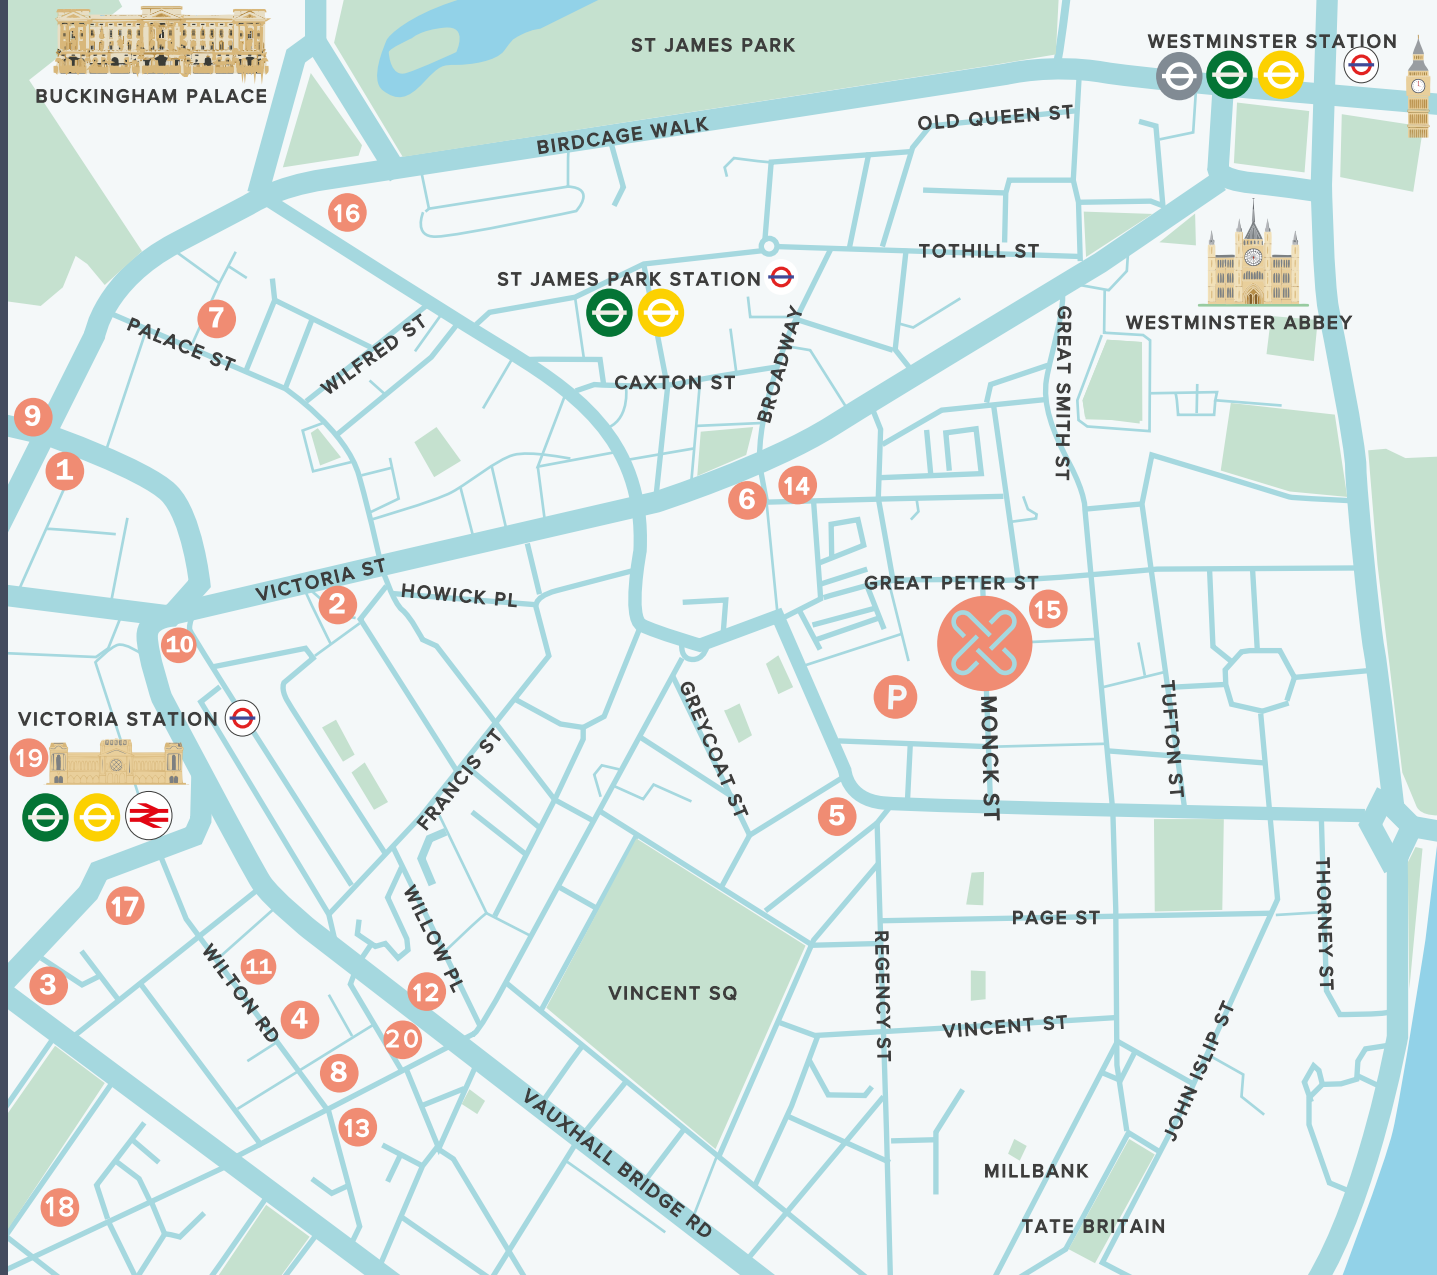 ST JAMES PARK
WESTMINSTER STATION
BUCKINGHAM PALACE
BIRDCAGE WALK
OLD QUEEN ST
16
TOTHILL ST
ST JAMES PARK STATION
7
PALACE ST
WILFRED ST
BROADWAY
GREAT SMITH ST
WESTMINSTER ABBEY
CAXTON ST
9
1
6
14
VICTORIA ST
2
HOWICK PL
GREAT PETER ST
15
10
P
VICTORIA STATION
19
FRANCIS ST
GREYCOAT ST
MONCK ST
TUFTON ST
5
17
WILLOW PL
PAGE ST
THORNEY ST
3
11
WILTON RD
4
12
20
8
13
VINCENT SQ
REGENCY ST
VINCENT ST
JOHN ISLIP ST
VAUXHALL BRIDGE RD
MILLBANK
18
TATE BRITAIN